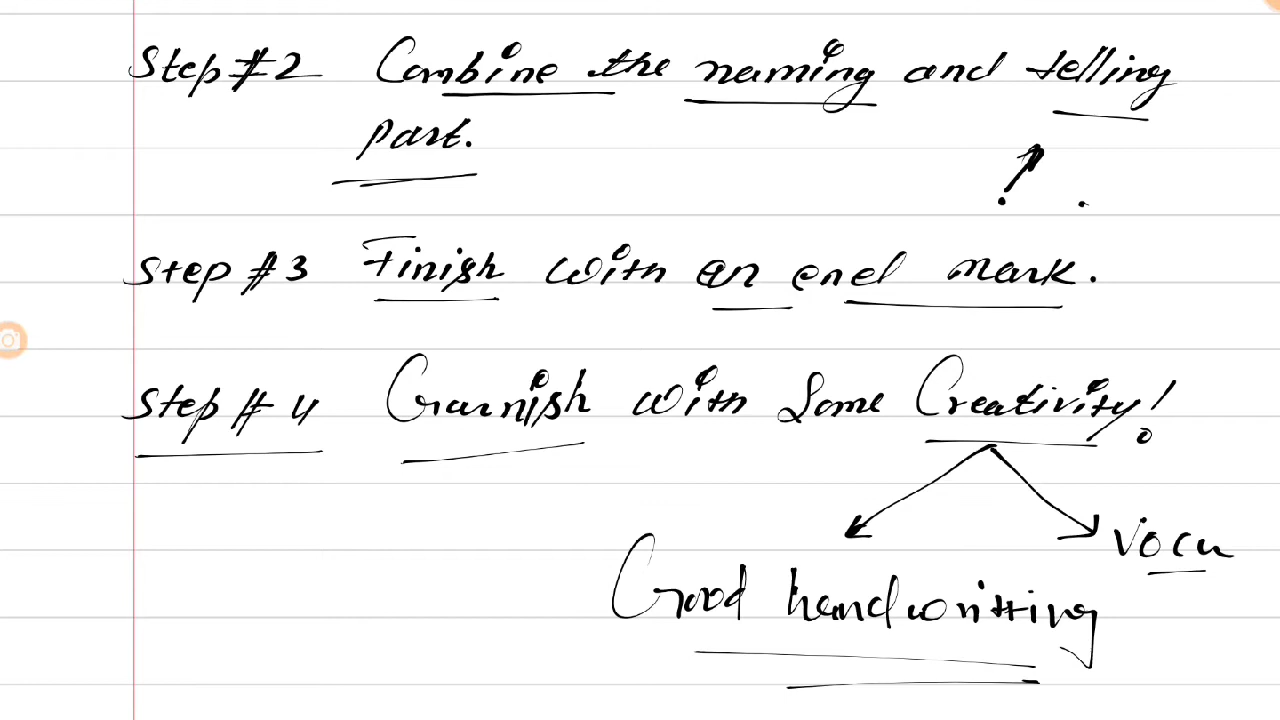 Step #2 Combine the naming and telling
part.
? .
Step #3 Finish with an end mark.
Step #4 Garnish with Some Creativity!
Vocu
Good handwritting